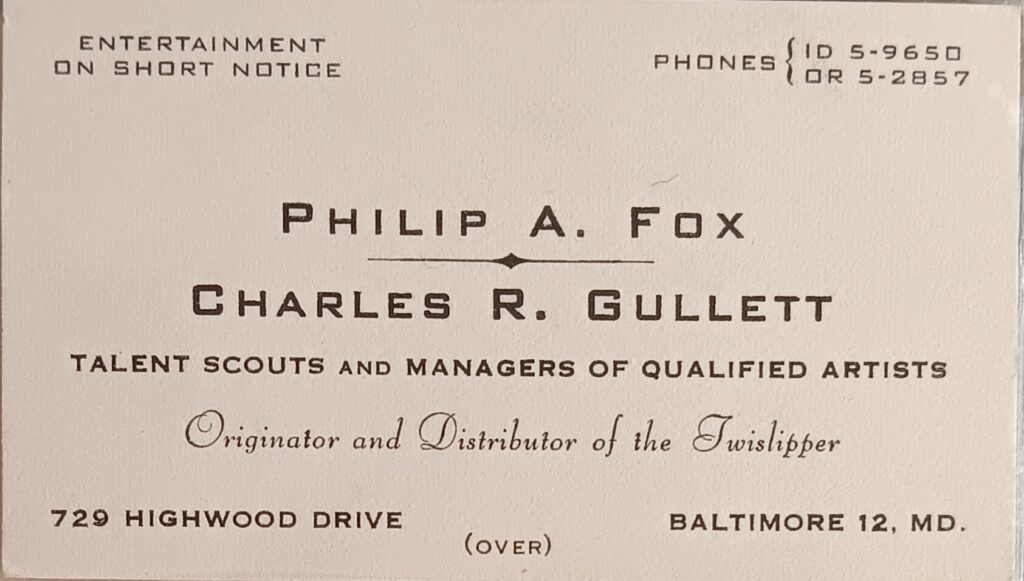 ENTERTAINMENT
ON SHORT NOTICE
PHONES { ID 5-9650
OR 5-2857
PHILIP A. FOX
CHARLES R. GULLETT
TALENT SCOUTS AND MANAGERS OF QUALIFIED ARTISTS
Originator and Distributor of the Twislipper
729 HIGHWOOD DRIVE
BALTIMORE 12, MD.
(OVER)